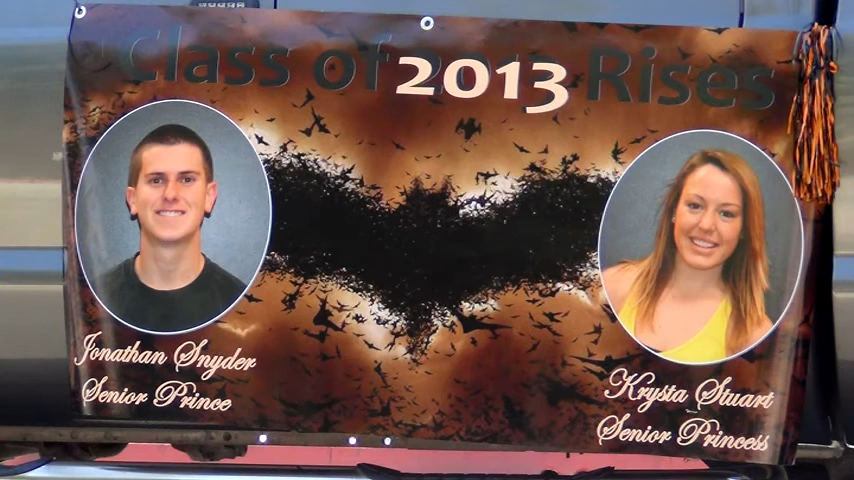 Class of 2013 Rises
Jonathan Snyder
Senior Prince
Krysta Stuart
Senior Princess